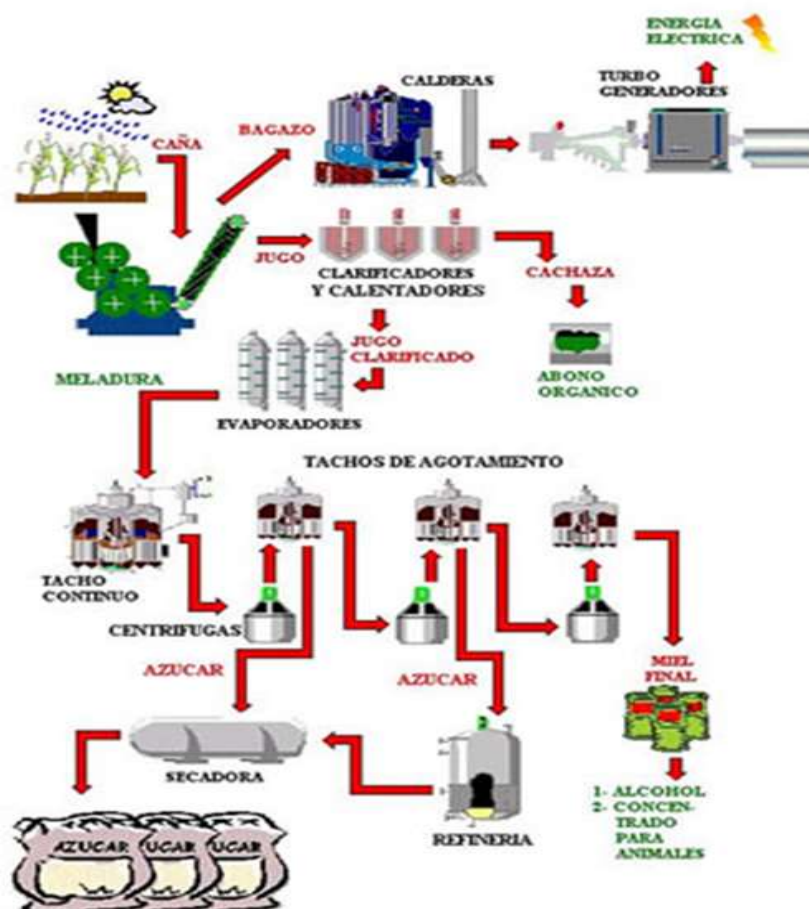 ENERGIA
ELECTRICA
TURBO
GENERADORES
CALDERAS
BAGAZO
CAÑA
JUGO
CLARIFICADORES
Y CALENTADORES
CACHAZA
JUGO
CLARIFICADO
ABONO
ORGANICO
MELADURA
EVAPORADORES
TACHOS DE AGOTAMIENTO
TACHO
CONTINUO
CENTRIFUGAS
AZUCAR
AZUCAR
MIEL
FINAL
SECADORA
REFINERIA
1- ALCOHOL
2- CONCEN-
TRADO
PARA
ANIMALES
AZUCAR
UCAR
UCAR